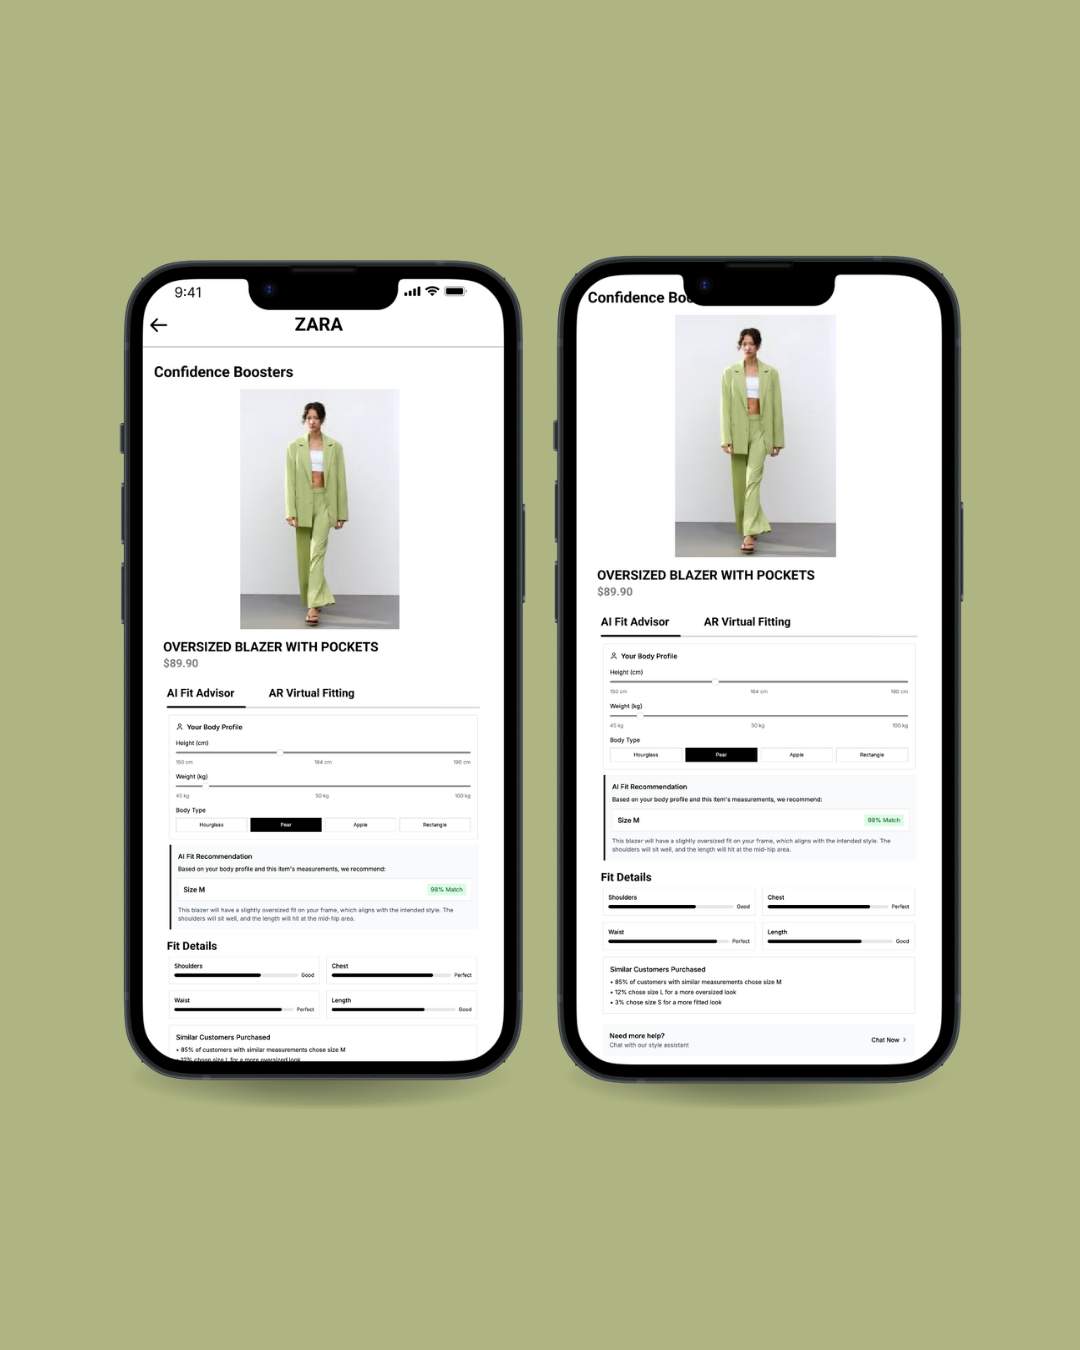 9:41
ZARA
Confidence Boosters
OVERSIZED BLAZER WITH POCKETS
$89.90
AI Fit Advisor AR Virtual Fitting
Your Body Profile
Height (cm)
150 cm 164 cm 190 cm
Weight (kg)
45 kg 50 kg 100 kg
Body Type
Hourglass Pear Apple Rectangle
AI Fit Recommendation
Based on your body profile and this item's measurements, we recommend:
Size M 98% Match
This blazer will have a slightly oversized fit on your frame, which aligns with the intended style. The
shoulders will sit well, and the length will hit at the mid-hip area.
Fit Details
Shoulders Chest
Good Perfect
Waist Length
Perfect Good
Similar Customers Purchased
• 85% of customers with similar measurements chose size M
• 12% chose size L for a more oversized look
Confidence Boo
OVERSIZED BLAZER WITH POCKETS
$89.90
AI Fit Advisor AR Virtual Fitting
Your Body Profile
Height (cm)
150 cm 164 cm 190 cm
Weight (kg)
45 kg 50 kg 100 kg
Body Type
Hourglass Pear Apple Rectangle
AI Fit Recommendation
Based on your body profile and this item's measurements, we recommend:
Size M 98% Match
This blazer will have a slightly oversized fit on your frame, which aligns with the intended style. The
shoulders will sit well, and the length will hit at the mid-hip area.
Fit Details
Shoulders Chest
Good Perfect
Waist Length
Perfect Good
Similar Customers Purchased
• 85% of customers with similar measurements chose size M
• 12% chose size L for a more oversized look
• 3% chose size S for a more fitted look
Need more help?
Chat with our style assistant Chat Now